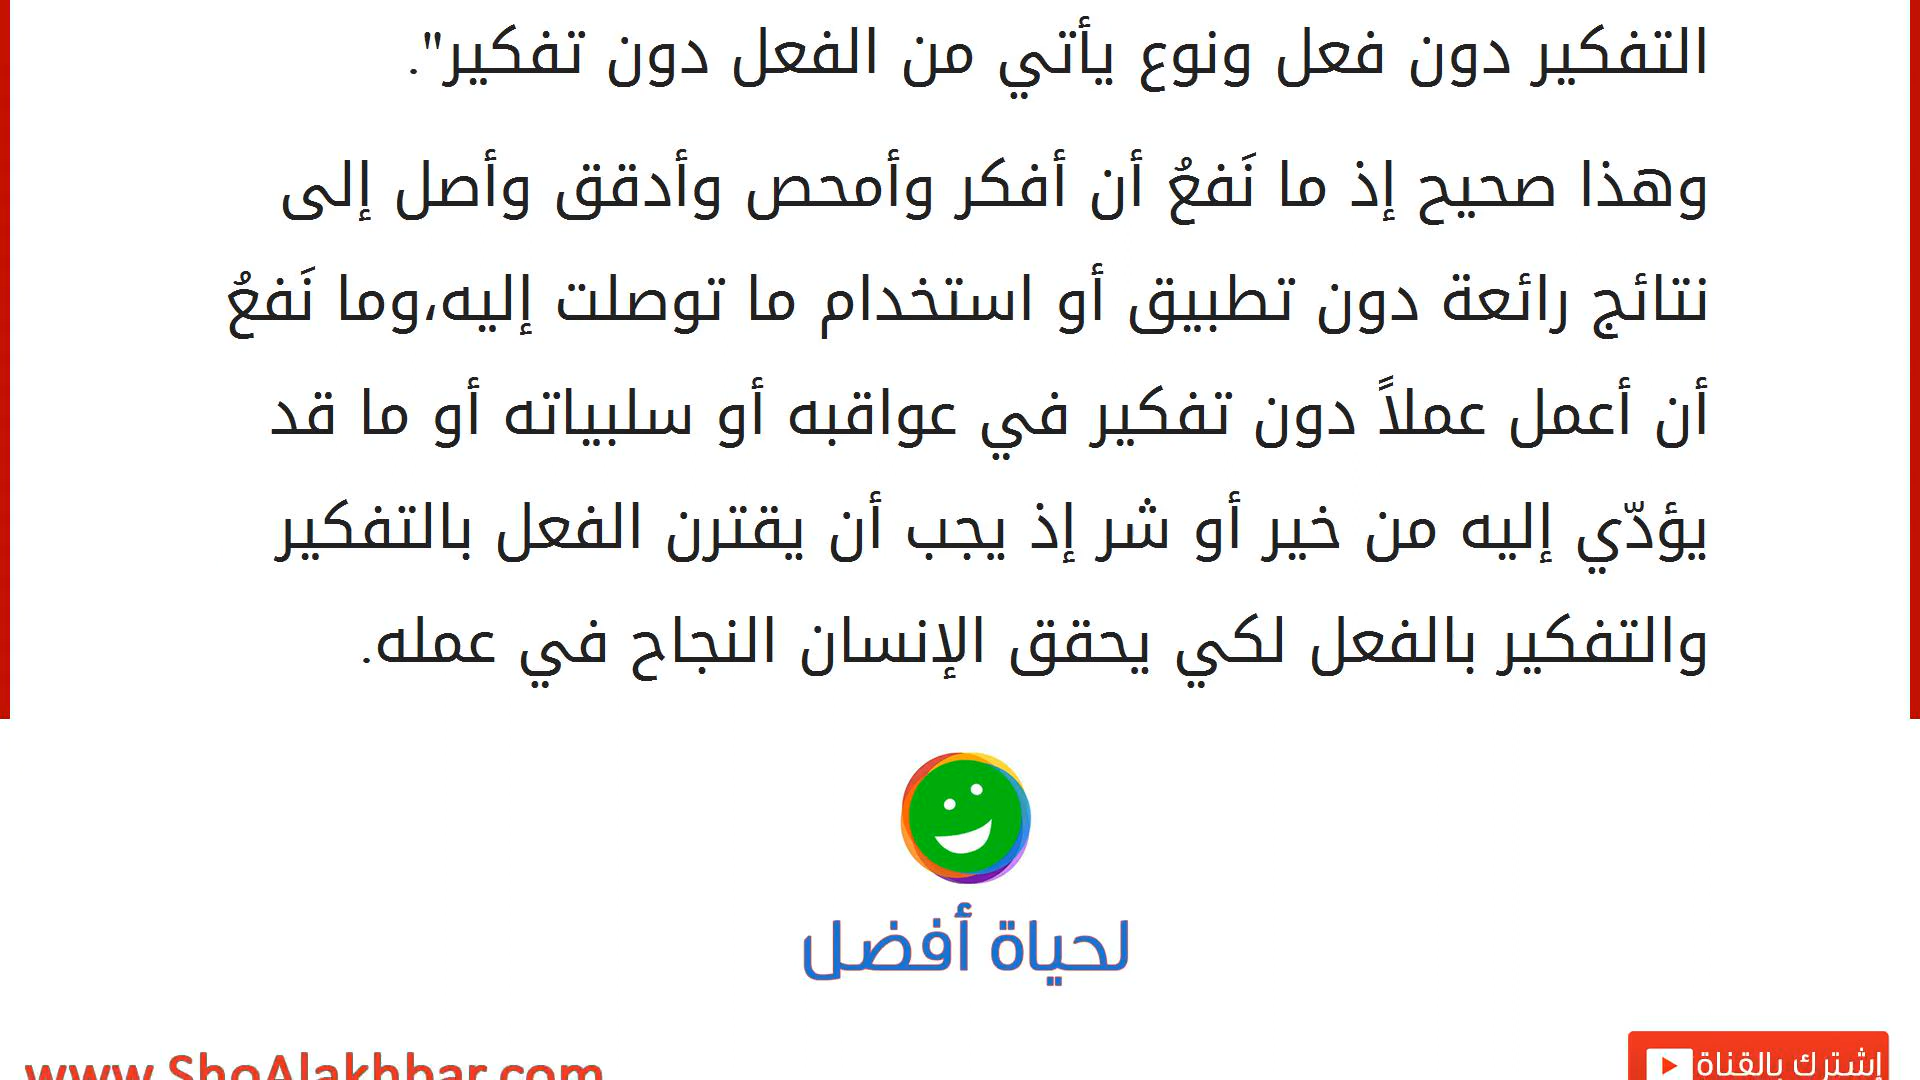 التفكير دون فعل ونوع يأتي من الفعل دون تفكير".
وهذا صحيح إذ ما نَفعُ أن أفكر وأمحص وأدقق وأصل إلى
نتائج رائعة دون تطبيق أو استخدام ما توصلت إليه،وما نَفعُ
أن أعمل عملاً دون تفكير في عواقبه أو سلبياته أو ما قد
يؤدّي إليه من خير أو شر إذ يجب أن يقترن الفعل بالتفكير
والتفكير بالفعل لكي يحقق الإنسان النجاح في عمله.
لحياة أفضل
www.ShoAlakhbar.com
إشترك بالقناة